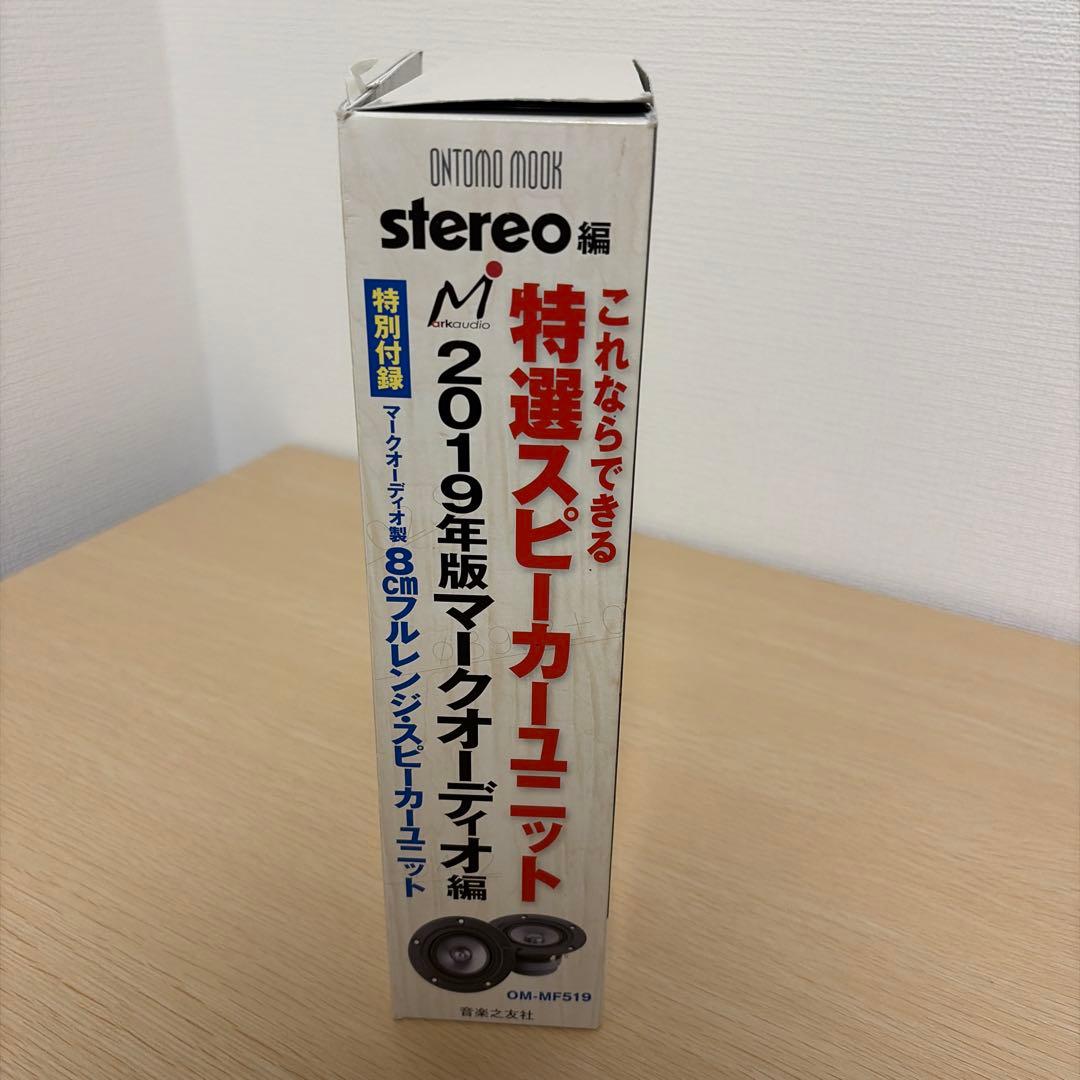 ONTOMO MOOK
stereo編
これならできる
特選スピーカーユニット
Markaudio
2019年版マークオーディオ編
特別付録
マークオーディオ製
8cmフルレンジ・スピーカーユニット
OM-MF519
音楽之友社